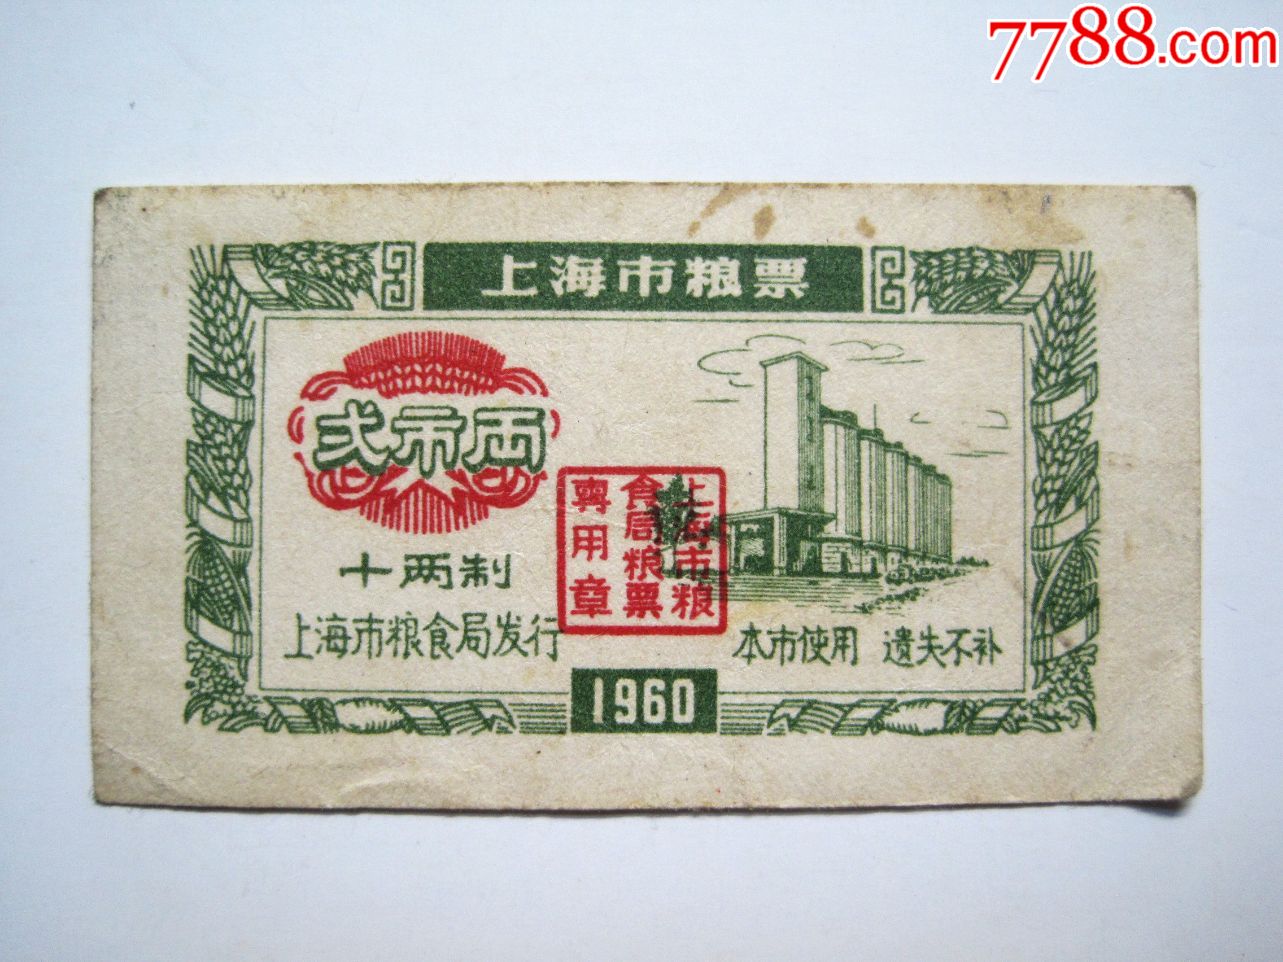 7788.com
上海市粮票
贰市两
上海市粮
食局粮票
專用章
十两制
上海市粮食局发行
本市使用 遗失不补
1960